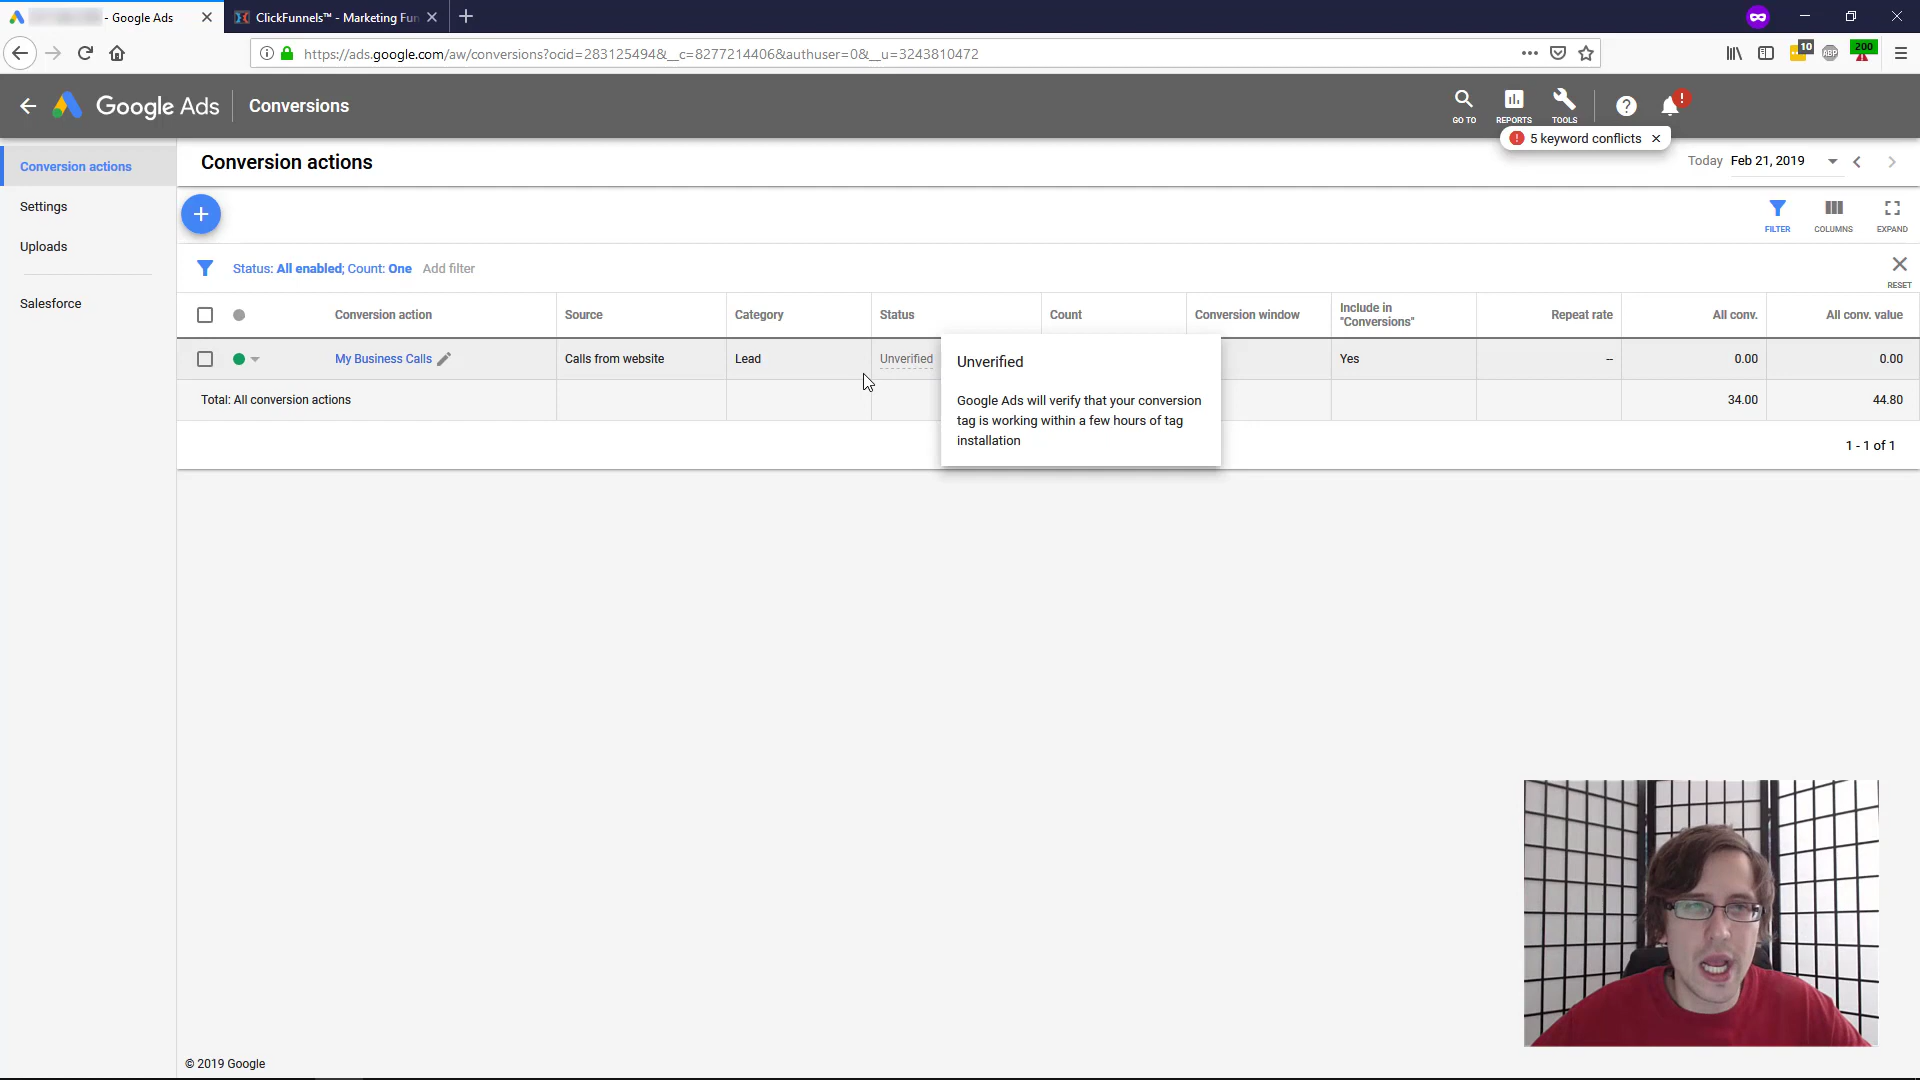 - Google Ads
ClickFunnels™ - Marketing Fun
https://ads.google.com/aw/conversions?ocid=283125494&__c=8277214406&authuser=0&__u=3243810472
10
ABP
200
Google Ads
Conversions
GO TO
REPORTS
TOOLS
5 keyword conflicts
Conversion actions
Settings
Uploads
Salesforce
Conversion actions
Today Feb 21, 2019
FILTER
COLUMNS
EXPAND
Status: All enabled; Count: One Add filter
RESET
Conversion action Source Category Status Count Conversion window Include in "Conversions" Repeat rate All conv. All conv. value
My Business Calls Calls from website Lead Unverified Yes – 0.00 0.00
Total: All conversion actions 34.00 44.80
Unverified
Google Ads will verify that your conversion
tag is working within a few hours of tag
installation
1 - 1 of 1
© 2019 Google